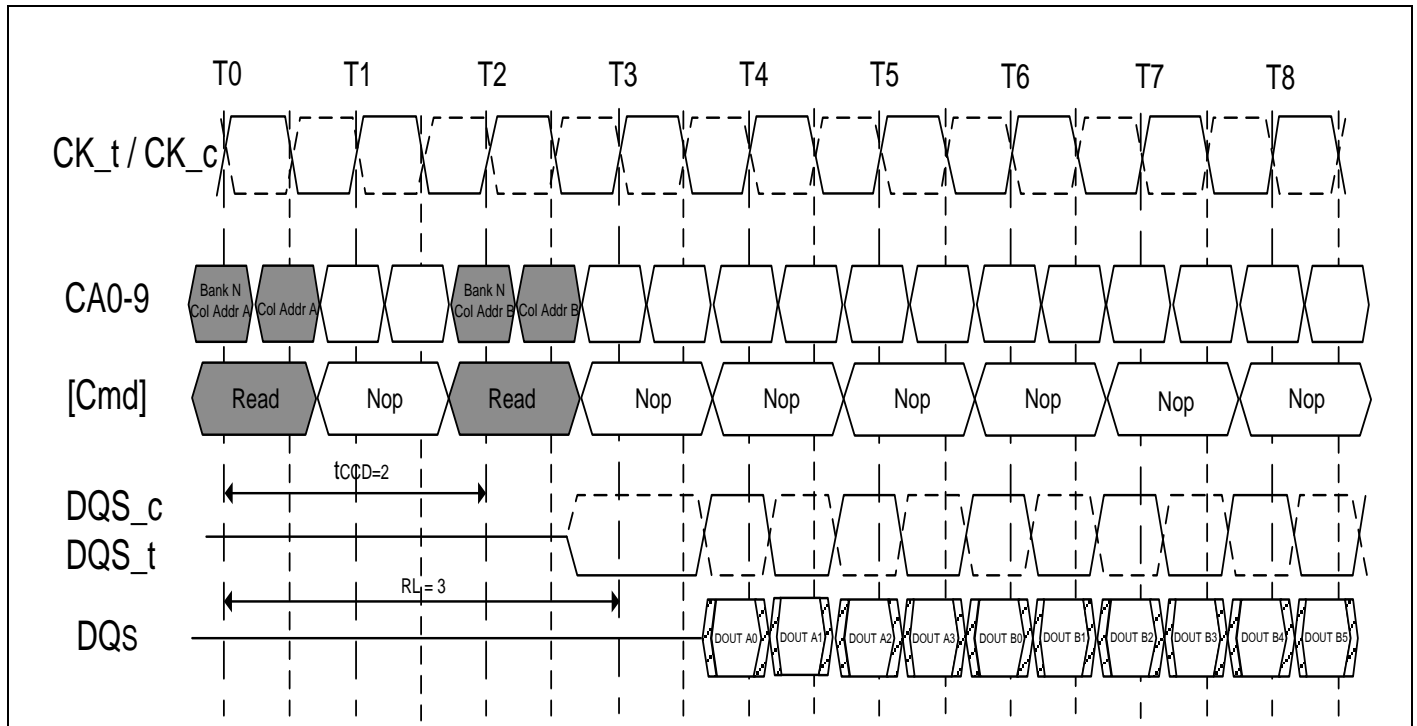 T0 T1 T2 T3 T4 T5 T6 T7 T8
CK_t / CK_c
CA0-9
Bank N
Col Addr A
Col Addr A
Bank N
Col Addr B
Col Addr B
[Cmd]
Read Nop Read Nop Nop Nop Nop Nop Nop
tCCD=2
DQS_c
DQS_t
RL = 3
DQs
DOUT A0 DOUT A1 DOUT A2 DOUT A3 DOUT B0 DOUT B1 DOUT B2 DOUT B3 DOUT B4 DOUT B5